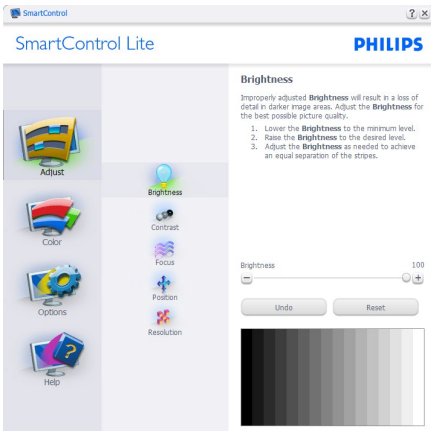 SmartControl
SmartControl Lite
PHILIPS
Adjust
Color
Options
Help
Brightness
Contrast
Focus
Position
Resolution
Brightness
Improperly adjusted Brightness will result in a loss of
detail in darker image areas. Adjust the Brightness for
the best possible picture quality.
1. Lower the Brightness to the minimum level.
2. Raise the Brightness to the desired level.
3. Adjust the Brightness as needed to achieve
an equal separation of the stripes.
Brightness 100
Undo Reset